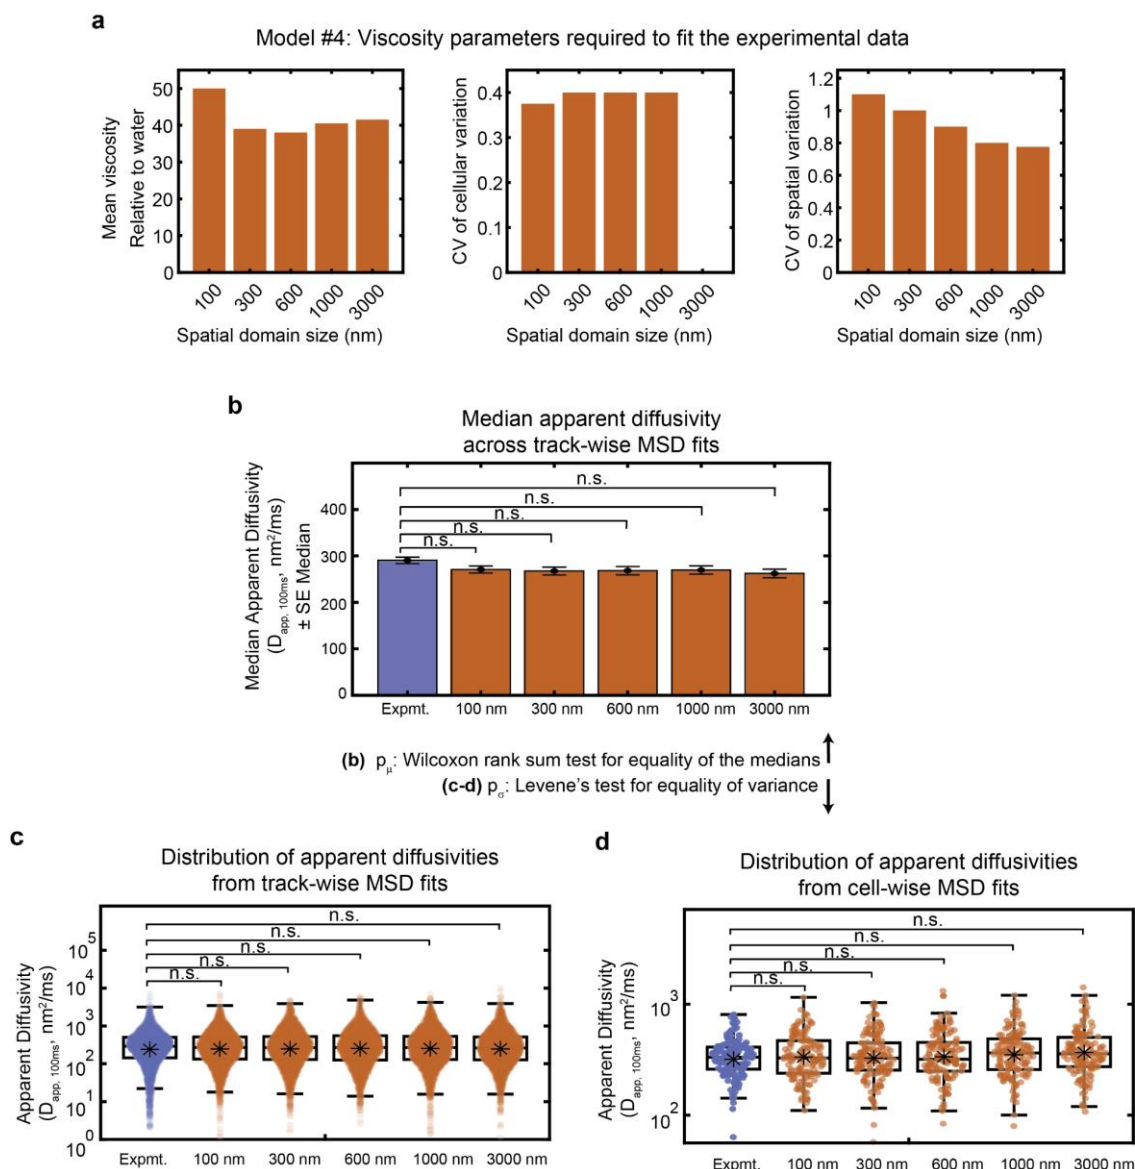 a
Model #4: Viscosity parameters required to fit the experimental data
Mean viscosity
Relative to water
50
40
30
20
10
0
100
300
600
1000
3000
Spatial domain size (nm)
CV of cellular variation
0.4
0.3
0.4
0.1
0
100
300
600
1000
3000
Spatial domain size (nm)
CV of spatial variation
1.2
1
0.8
0.6
0.4
0.2
0
100
300
600
1000
3000
Spatial domain size (nm)
b
Median apparent diffusivity
across track-wise MSD fits
Median Apparent Diffusivity
(D app, 100ms, nm²/ms)
± SE Median
400
300
200
100
0
n.s.
n.s.
n.s.
n.s.
n.s.
Expmt. 100 nm 300 nm 600 nm 1000 nm 3000 nm
(b) pμ: Wilcoxon rank sum test for equality of the medians
(c-d) pσ: Levene's test for equality of variance
c
Distribution of apparent diffusivities
from track-wise MSD fits
Apparent Diffusivity
(D app, 100ms, nm²/ms)
10⁵
10⁴
10³
10²
10¹
10⁰
n.s.
n.s.
n.s.
n.s.
n.s.
Expmt. 100 nm 300 nm 600 nm 1000 nm 3000 nm
d
Distribution of apparent diffusivities
from cell-wise MSD fits
Apparent Diffusivity
(D app, 100ms, nm²/ms)
10³
10²
n.s.
n.s.
n.s.
n.s.
n.s.
Expmt. 100 nm 300 nm 600 nm 1000 nm 3000 nm